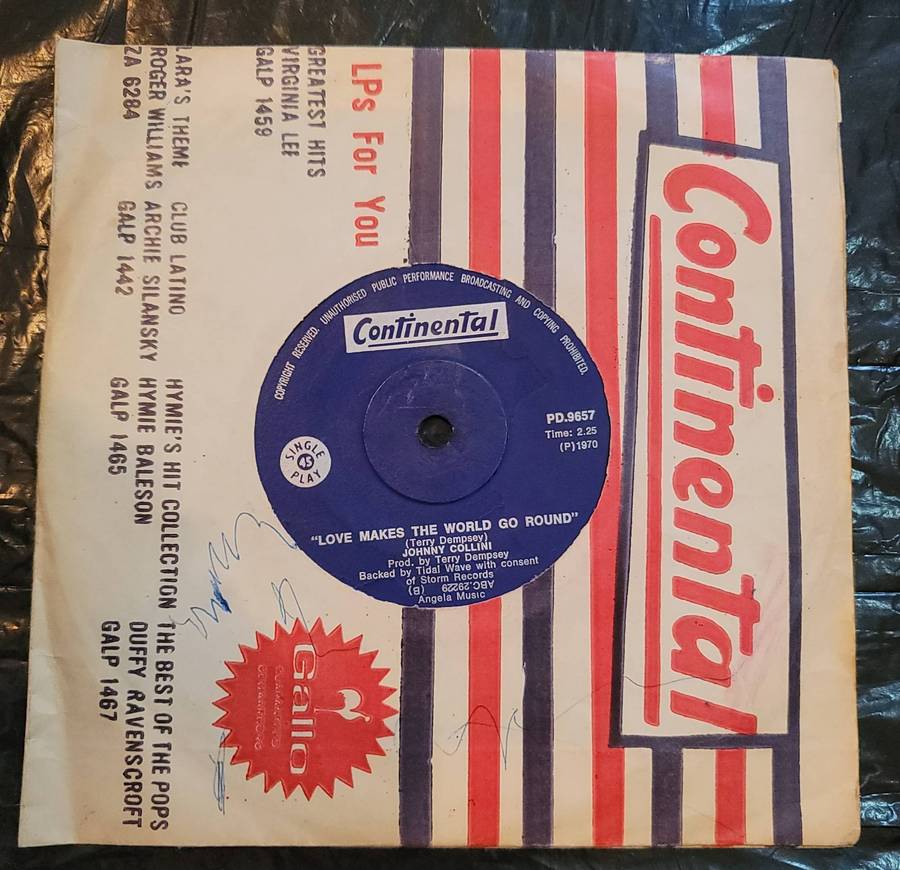 Continental
LPs For You
GREATEST HITS
VIRGINIA LEE
GALP 1459
LARA'S THEME
ROGER WILLIAMS
ZA 6284
CLUB LATINO
ARCHIE SILANSKY
GALP 1442
HYMIE'S HIT COLLECTION
HYMIE BALESON
GALP 1465
THE BEST OF THE POPS
DUFFY RAVENSCROFT
GALP 1467
Gallo
COPYRIGHT RESERVED. UNAUTHORISED PUBLIC PERFORMANCE BROADCASTING AND COPYING PROHIBITED.
Continental
PD.9657
Time: 2.25
(P)1970
SINGLE
45
PLAY
"LOVE MAKES THE WORLD GO ROUND"
(Terry Dempsey)
JOHNNY COLLINI
Prod. by Terry Dempsey
Backed by Tidal Wave with consent
of Storm Records
ABC.29229
(B)
Angela Music